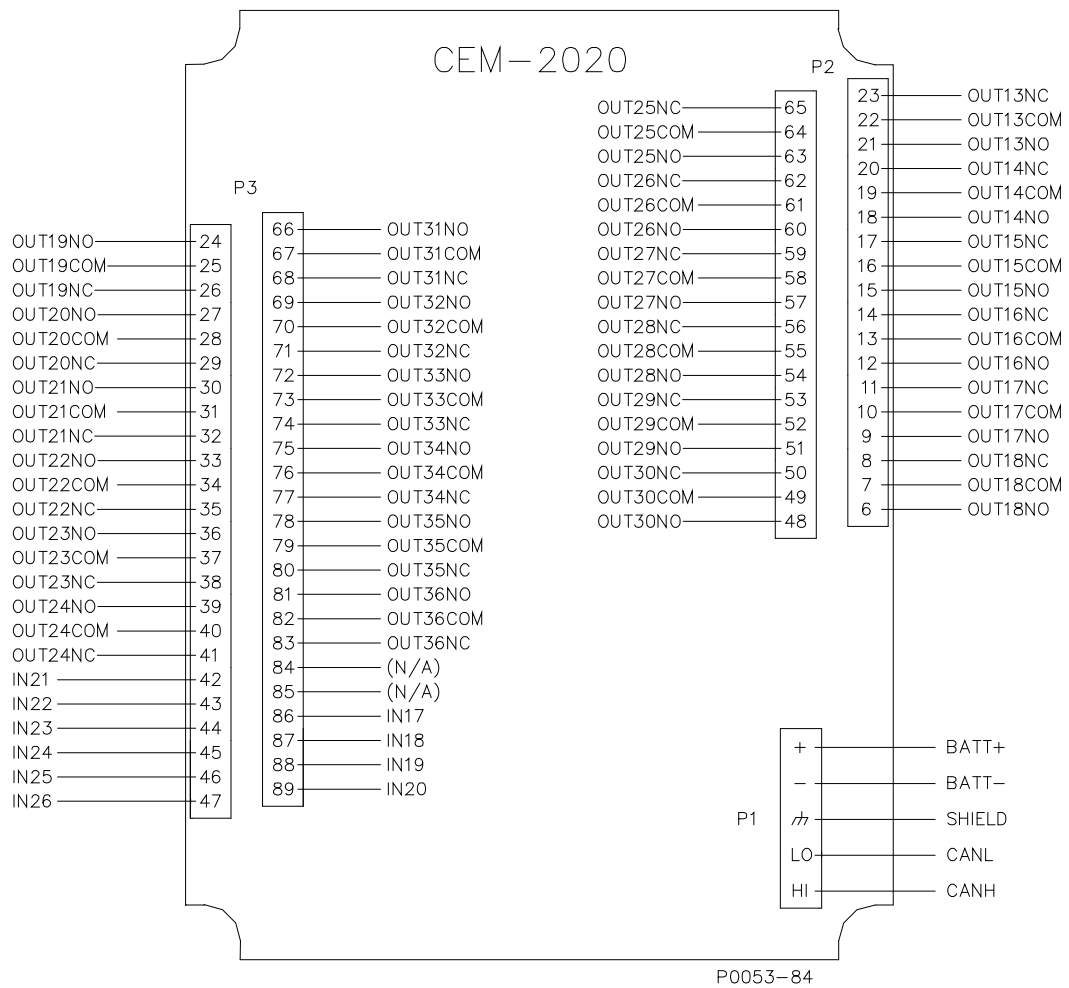 CEM-2020
P2
P3
P1
OUT19NO 24
OUT19COM 25
OUT19NC 26
OUT20NO 27
OUT20COM 28
OUT20NC 29
OUT21NO 30
OUT21COM 31
OUT21NC 32
OUT22NO 33
OUT22COM 34
OUT22NC 35
OUT23NO 36
OUT23COM 37
OUT23NC 38
OUT24NO 39
OUT24COM 40
OUT24NC 41
IN21 42
IN22 43
IN23 44
IN24 45
IN25 46
IN26 47
66 OUT31NO
67 OUT31COM
68 OUT31NC
69 OUT32NO
70 OUT32COM
71 OUT32NC
72 OUT33NO
73 OUT33COM
74 OUT33NC
75 OUT34NO
76 OUT34COM
77 OUT34NC
78 OUT35NO
79 OUT35COM
80 OUT35NC
81 OUT36NO
82 OUT36COM
83 OUT36NC
84 (N/A)
85 (N/A)
86 IN17
87 IN18
88 IN19
89 IN20
OUT25NC 65
OUT25COM 64
OUT25NO 63
OUT26NC 62
OUT26COM 61
OUT26NO 60
OUT27NC 59
OUT27COM 58
OUT27NO 57
OUT28NC 56
OUT28COM 55
OUT28NO 54
OUT29NC 53
OUT29COM 52
OUT29NO 51
OUT30NC 50
OUT30COM 49
OUT30NO 48
23 OUT13NC
22 OUT13COM
21 OUT13NO
20 OUT14NC
19 OUT14COM
18 OUT14NO
17 OUT15NC
16 OUT15COM
15 OUT15NO
14 OUT16NC
13 OUT16COM
12 OUT16NO
11 OUT17NC
10 OUT17COM
9 OUT17NO
8 OUT18NC
7 OUT18COM
6 OUT18NO
+ BATT+
- BATT-
SHIELD
LO CANL
HI CANH
P0053-84